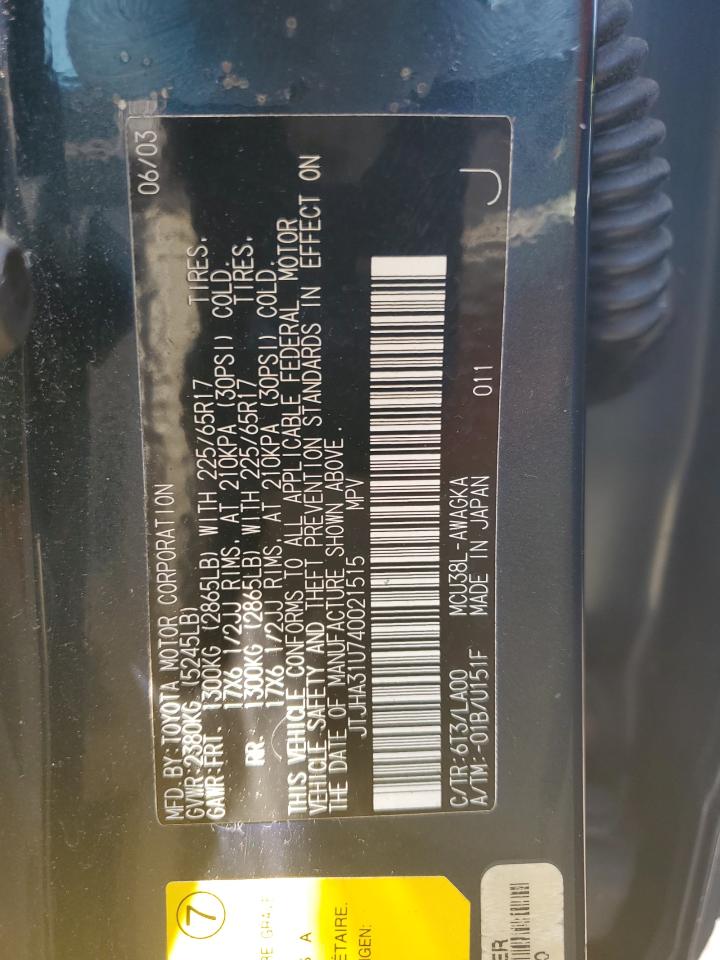 06/03
MFD. BY: TOYOTA MOTOR CORPORATION
GVWR: 2380KG (5245LB)
GAWR: FRT. 1300KG (2865LB) WITH 225/65R17 TIRES,
17X6 1/2JJ RIMS, AT 210KPA (30PSI) COLD.
RR. 1300KG (2865LB) WITH 225/65R17 TIRES,
17X6 1/2JJ RIMS, AT 210KPA (30PSI) COLD.
THIS VEHICLE CONFORMS TO ALL APPLICABLE FEDERAL MOTOR
VEHICLE SAFETY AND THEFT PREVENTION STANDARDS IN EFFECT ON
THE DATE OF MANUFACTURE SHOWN ABOVE.
JTJHA31U740021515 MPV
C/TR: 6T3/LA00 MCU38L-AWAGKA 011
A/TM: -01B/U151F MADE IN JAPAN J
7
S A
ÉTAIRE.
NGEN:
ER